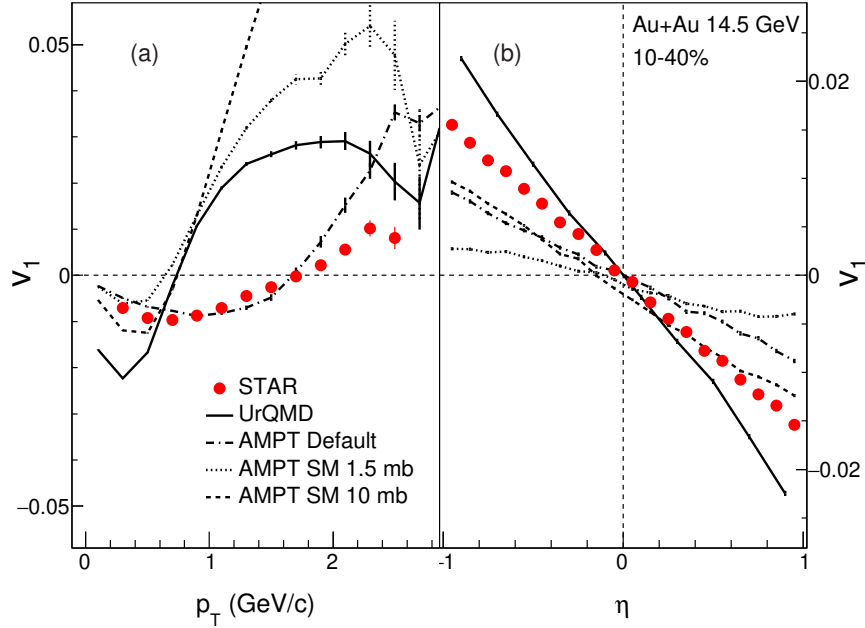 (a)
(b)
Au+Au 14.5 GeV
10-40%
0.05
0
−0.05
v1
0.02
0
−0.02
v1
STAR
UrQMD
AMPT Default
AMPT SM 1.5 mb
AMPT SM 10 mb
0 1 2
-1 0 1
pT (GeV/c)
η